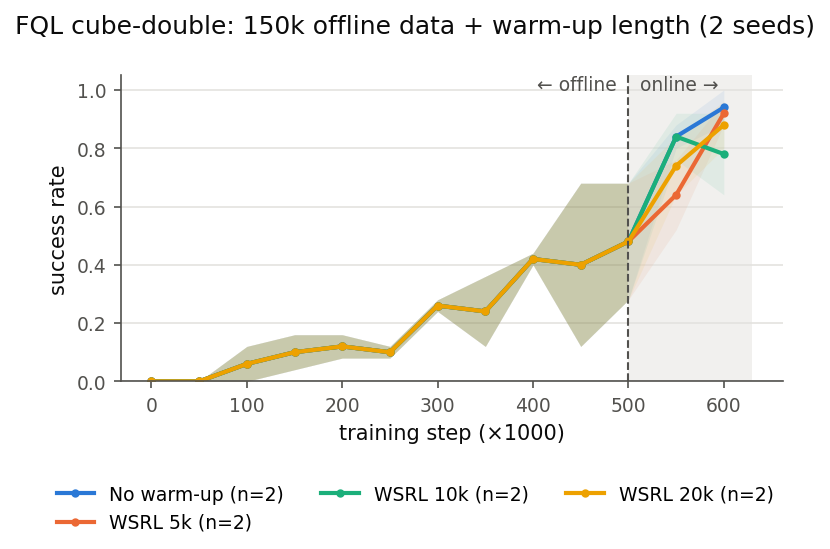 FQL cube-double: 150k offline data + warm-up length (2 seeds)
← offline
online →
success rate
1.0
0.8
0.6
0.4
0.2
0.0
0
100
200
300
400
500
600
training step (×1000)
No warm-up (n=2)
WSRL 5k (n=2)
WSRL 10k (n=2)
WSRL 20k (n=2)